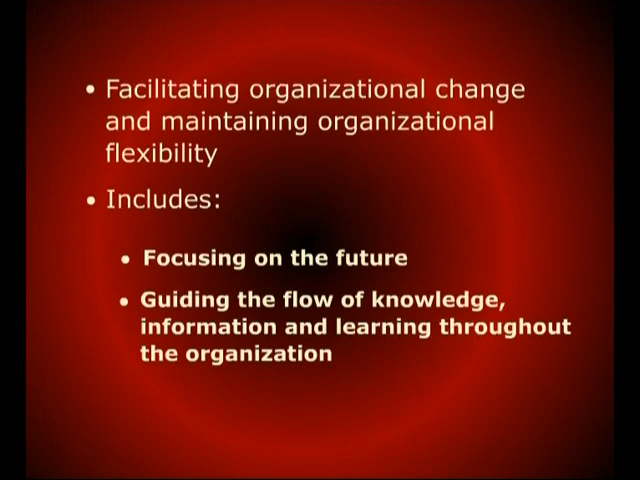 • Facilitating organizational change
and maintaining organizational
flexibility
• Includes:
• Focusing on the future
• Guiding the flow of knowledge,
information and learning throughout
the organization